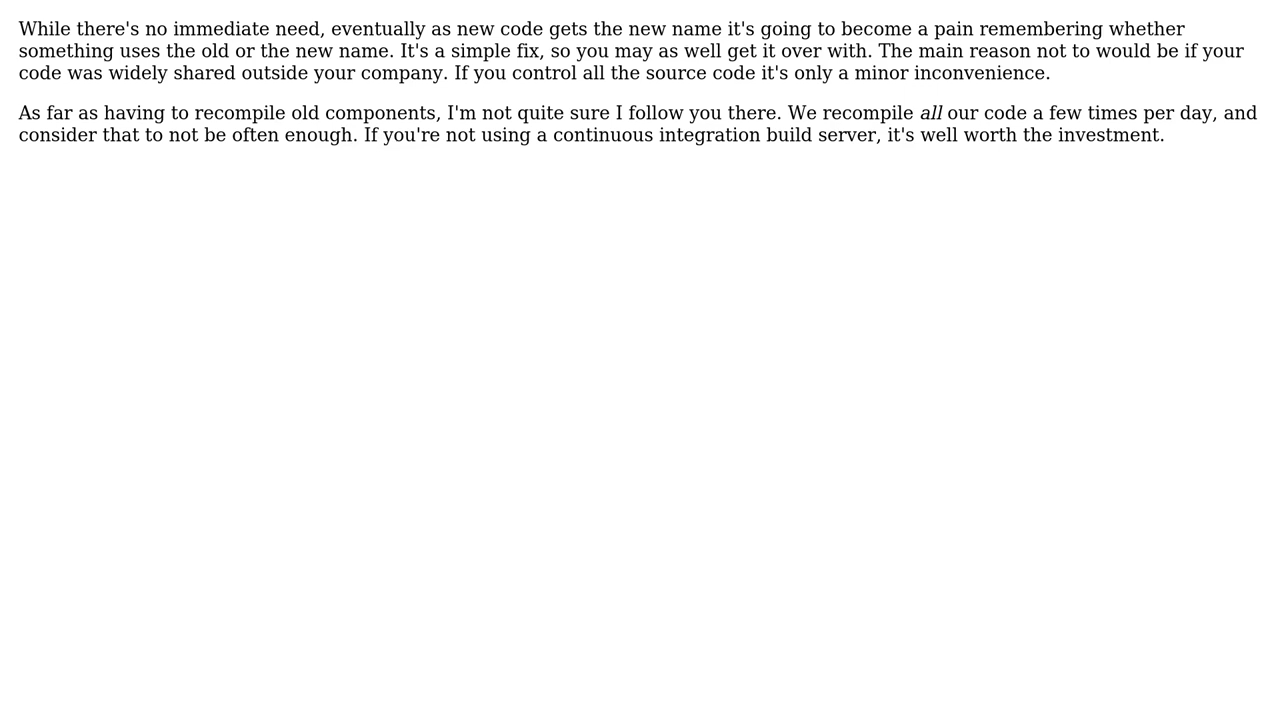 While there's no immediate need, eventually as new code gets the new name it's going to become a pain remembering whether
something uses the old or the new name. It's a simple fix, so you may as well get it over with. The main reason not to would be if your
code was widely shared outside your company. If you control all the source code it's only a minor inconvenience.
As far as having to recompile old components, I'm not quite sure I follow you there. We recompile all our code a few times per day, and
consider that to not be often enough. If you're not using a continuous integration build server, it's well worth the investment.